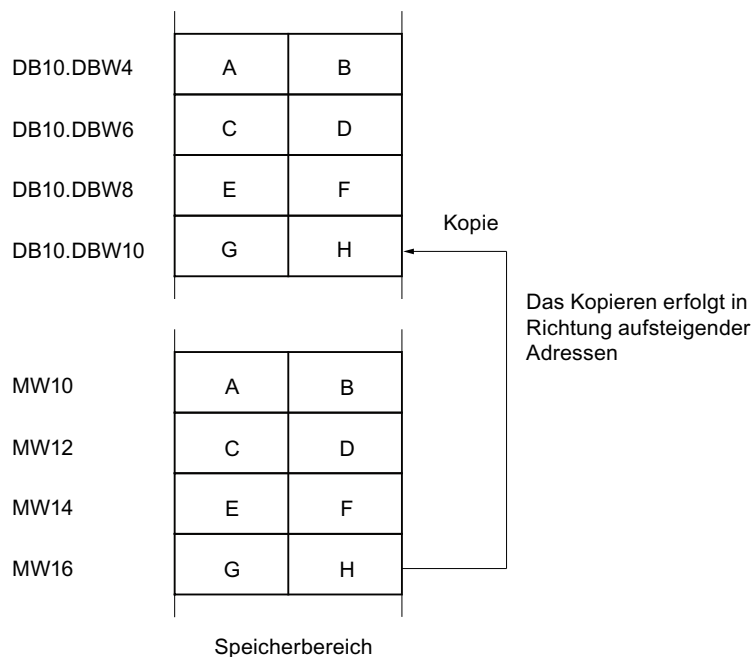 DB10.DBW4 A B
DB10.DBW6 C D
DB10.DBW8 E F
DB10.DBW10 G H
Kopie
Das Kopieren erfolgt in
Richtung aufsteigender
Adressen
MW10 A B
MW12 C D
MW14 E F
MW16 G H
Speicherbereich